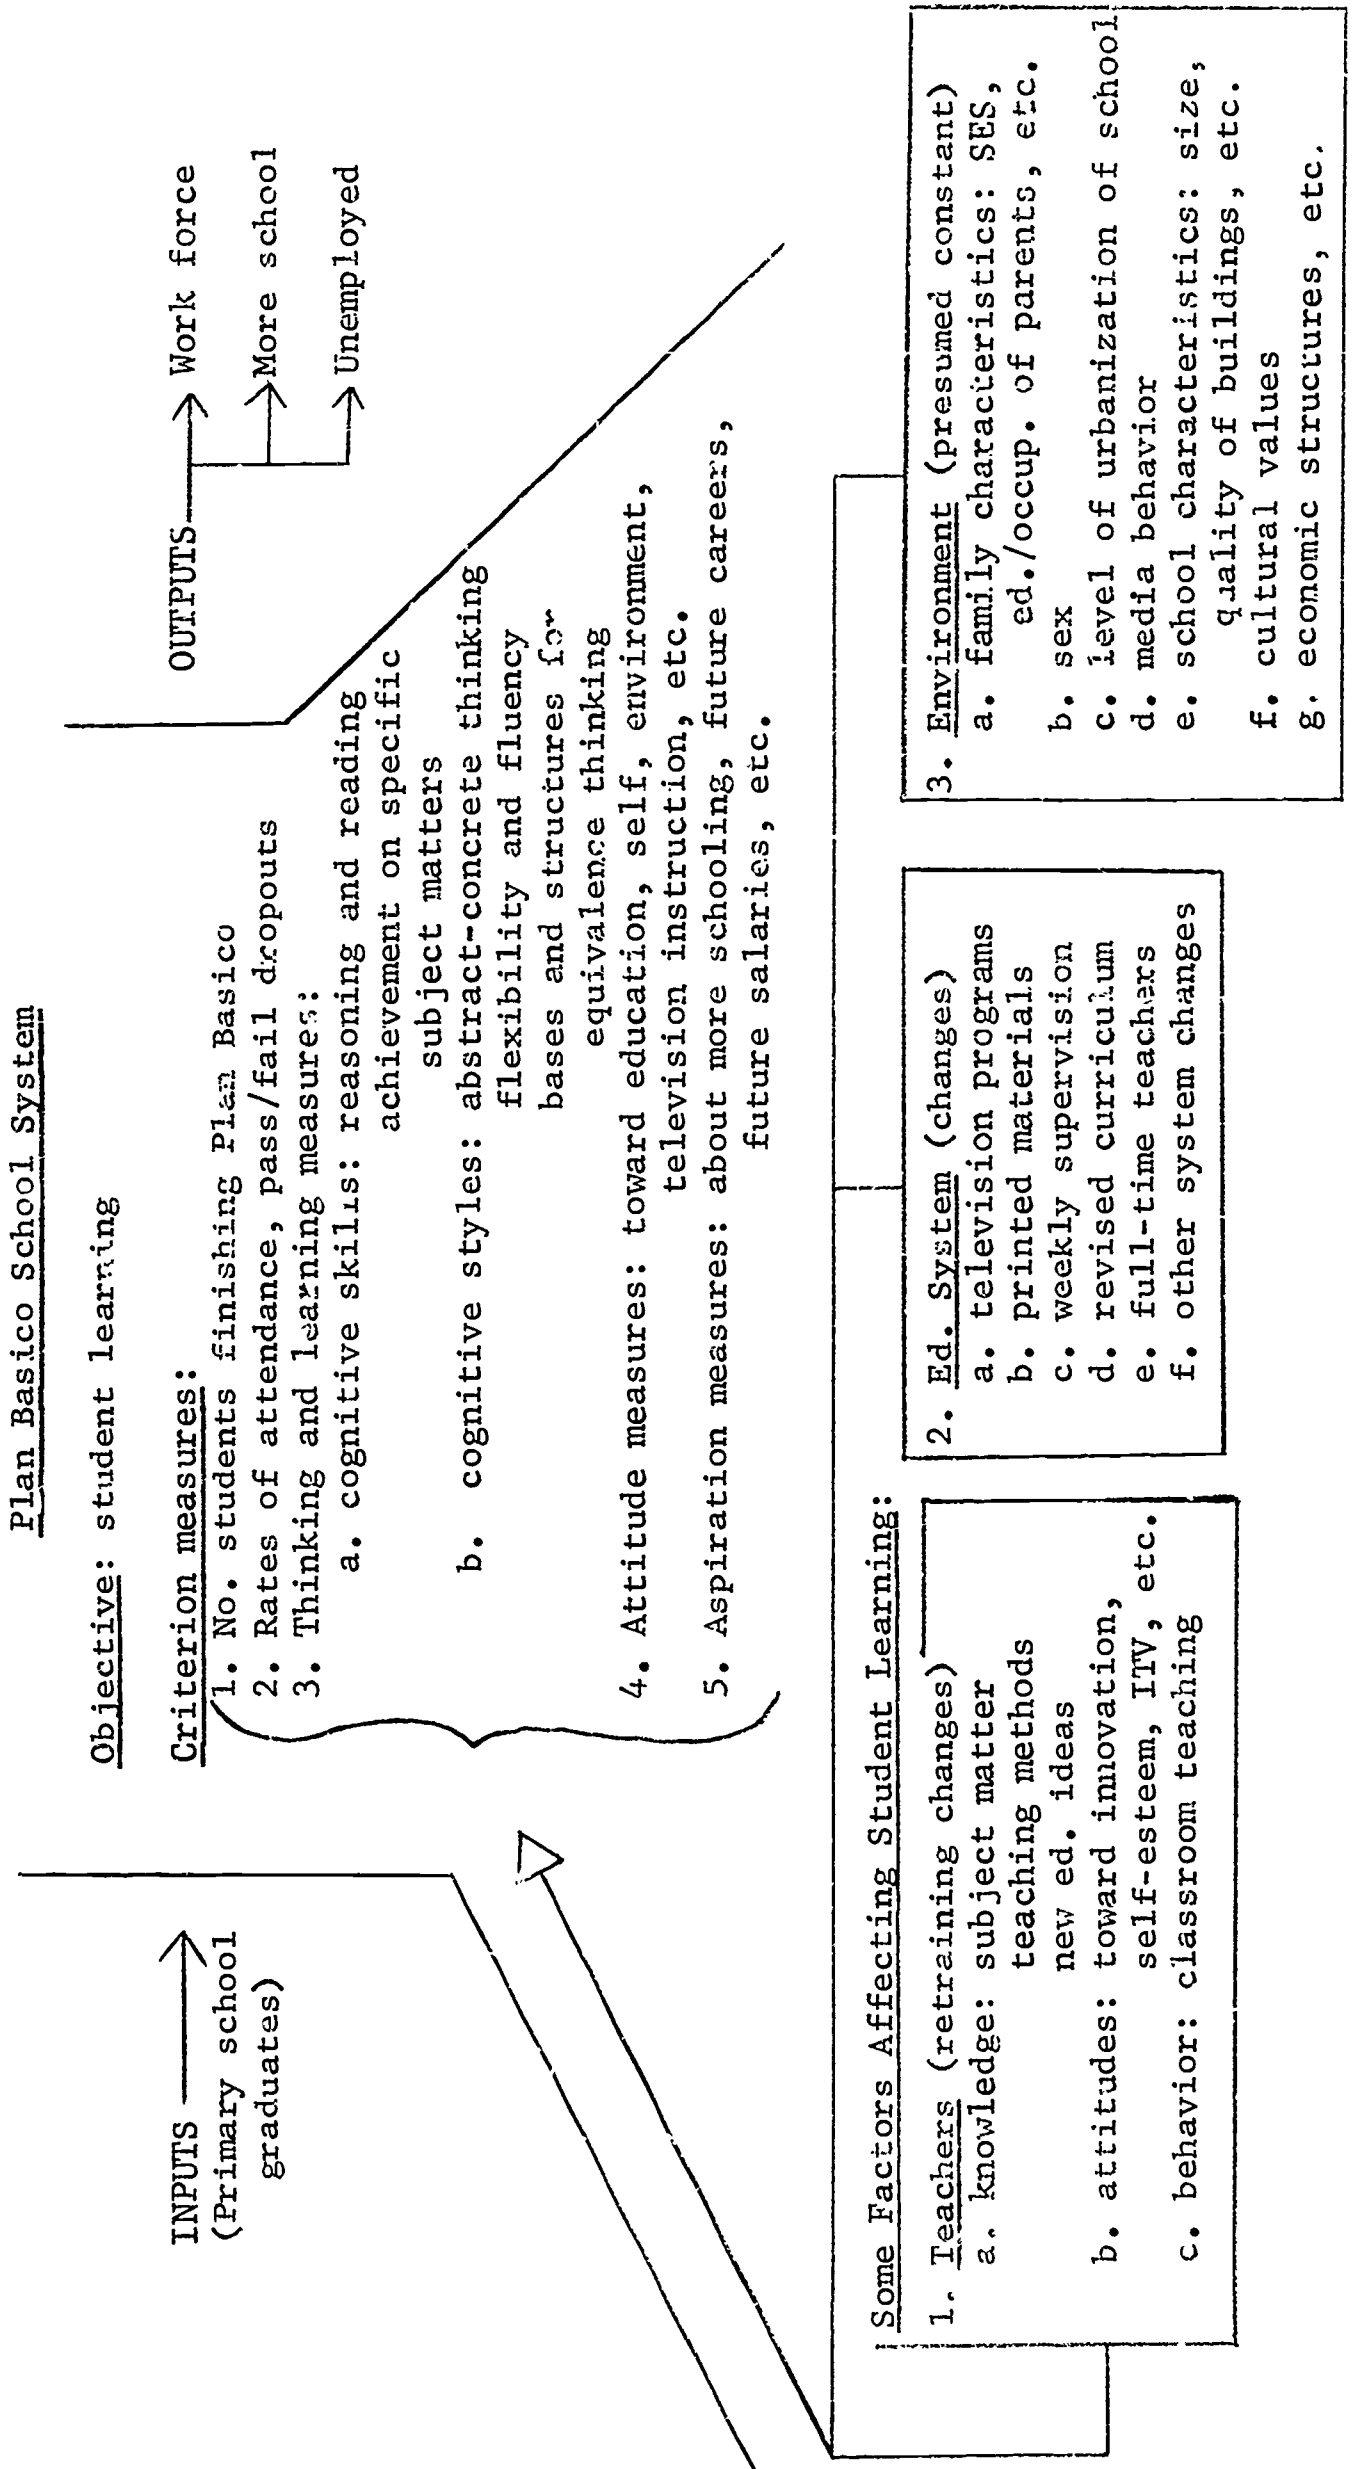 Plan Basico School System
INPUTS
(Primary school
graduates)
Objective: student learning
Criterion measures:
1. No. students finishing Plan Basico
2. Rates of attendance, pass/fail dropouts
3. Thinking and learning measures:
a. cognitive skills: reasoning and reading
achievement on specific
subject matters
b. cognitive styles: abstract-concrete thinking
flexibility and fluency
bases and structures for
equivalence thinking
4. Attitude measures: toward education, self, environment,
television instruction, etc.
5. Aspiration measures: about more schooling, future careers,
future salaries, etc.
OUTPUTS
Work force
More school
Unemployed
Some Factors Affecting Student Learning:
1. Teachers (retraining changes)
a. knowledge: subject matter
teaching methods
new ed. ideas
b. attitudes: toward innovation,
self-esteem, ITV, etc.
c. behavior: classroom teaching
2. Ed. System (changes)
a. television programs
b. printed materials
c. weekly supervision
d. revised curriculum
e. full-time teachers
f. other system changes
3. Environment (presumed constant)
a. family characteristics: SES,
ed./occup. of parents, etc.
b. sex
c. level of urbanization of school
d. media behavior
e. school characteristics: size,
quality of buildings, etc.
f. cultural values
g. economic structures, etc.